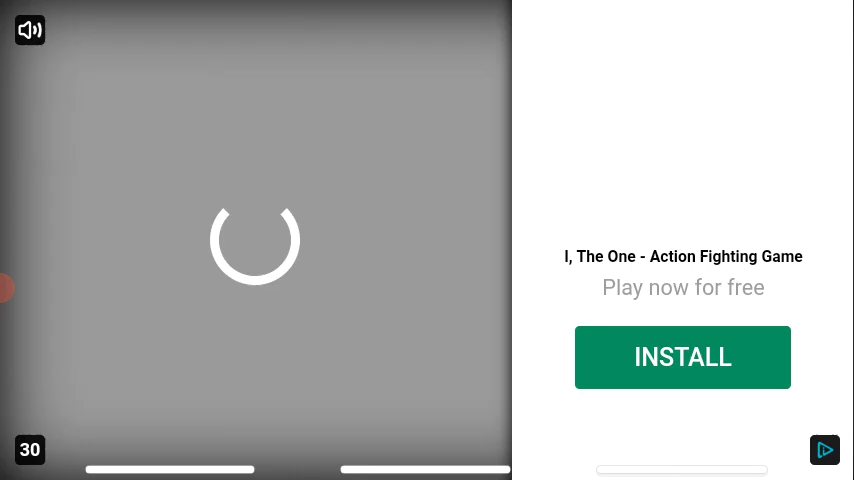 I, The One - Action Fighting Game
Play now for free
INSTALL
30